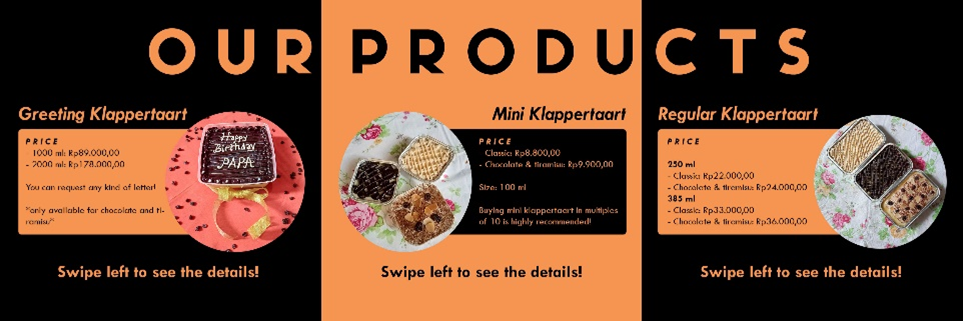 OUR PRODUCTS
Greeting Klappertaart
PRICE
1000 ml: Rp89.000,00
- 2000 ml: Rp178.000,00
You can request any kind of letter!
*only available for chocolate and ti-
ramisu*
Happy
Birthday
PAPA
Swipe left to see the details!
Mini Klappertaart
PRICE
Classic: Rp8.800,00
- Chocolate & tiramisu: Rp9.900,00
Size: 100 ml
Buying mini klappertaart in multiples
of 10 is highly recommended!
Swipe left to see the details!
Regular Klappertaart
PRICE
250 ml
- Classic: Rp22.000,00
- Chocolate & tiramisu: Rp24.000,00
385 ml
- Classic: Rp33.000,00
- Chocolate & tiramisu: Rp36.000,00
Swipe left to see the details!